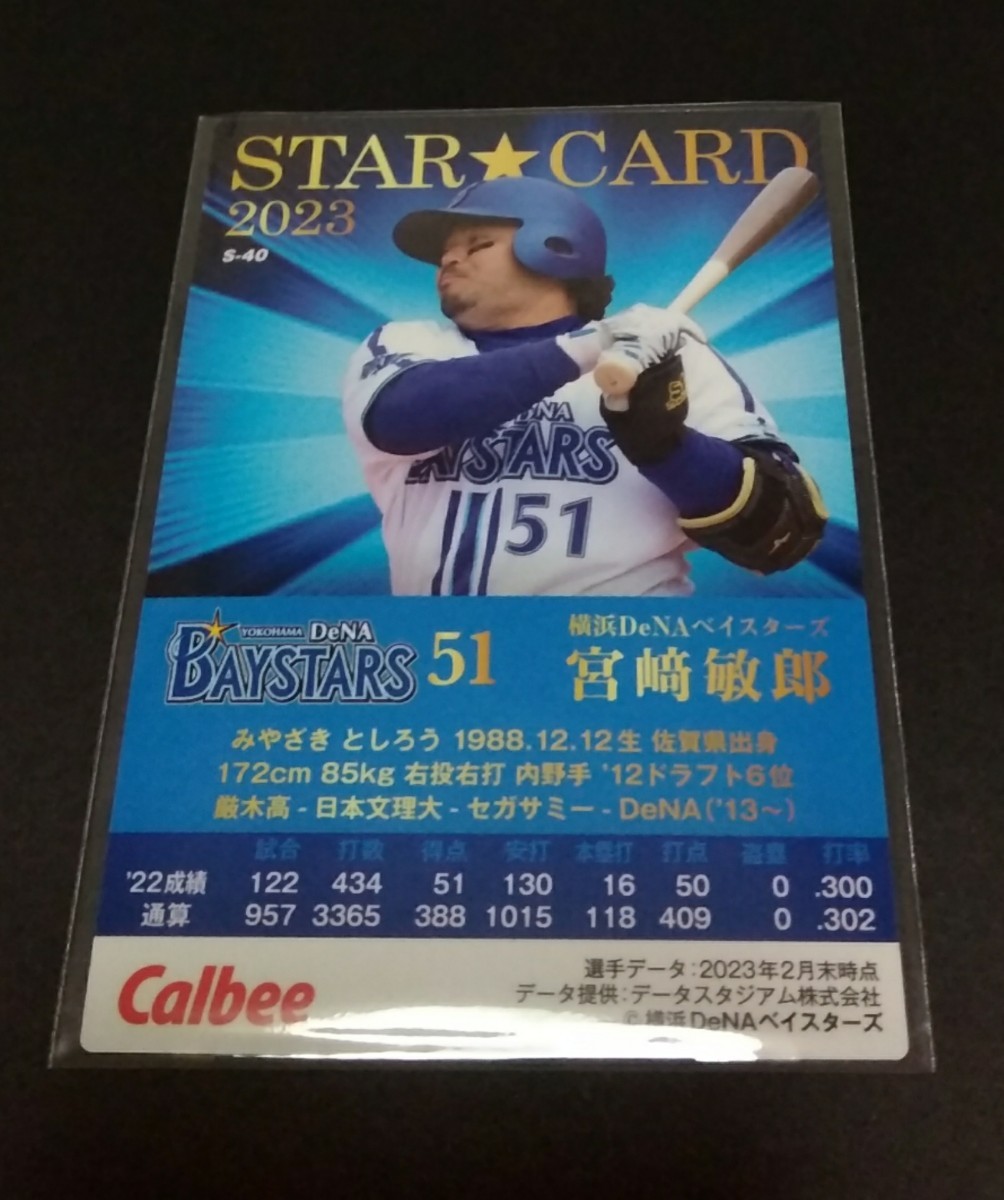 STAR★CARD
2023
S-40
DeNA
BAYSTARS
51
YOKOHAMA DeNA
BAYSTARS
51
横浜DeNAベイスターズ
宮﨑敏郎
みやざき としろう 1988.12.12生 佐賀県出身
172cm 85kg 右投右打 内野手 '12ドラフト6位
厳木高 - 日本文理大 - セガサミー - DeNA('13〜)
試合 打数 得点 安打 本塁打 打点 盗塁 打率
'22成績 122 434 51 130 16 50 0 .300
通算 957 3365 388 1015 118 409 0 .302
Calbee
選手データ:2023年2月末時点
データ提供:データスタジアム株式会社
© 横浜DeNAベイスターズ